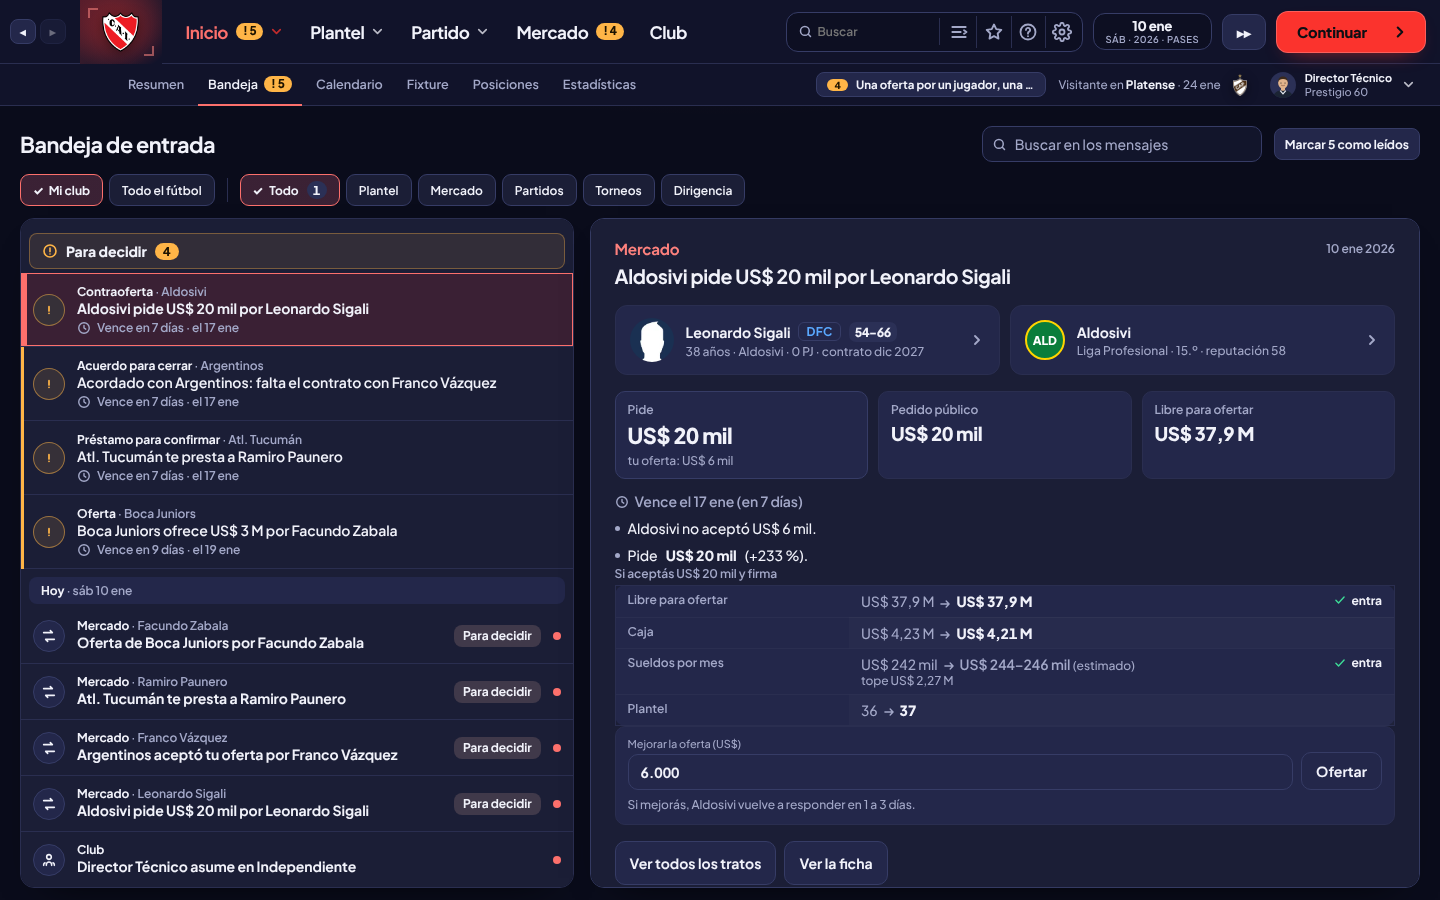 Inicio !5
Plantel
Partido
Mercado !4
Club
Buscar
10 ene
SÁB · 2026 · PASES
Continuar
Resumen
Bandeja !5
Calendario
Fixture
Posiciones
Estadísticas
4 Una oferta por un jugador, una ...
Visitante en Platense · 24 ene
Director Técnico
Prestigio 60
Bandeja de entrada
Buscar en los mensajes
Marcar 5 como leídos
Mi club
Todo el fútbol
Todo 1
Plantel
Mercado
Partidos
Torneos
Dirigencia
Para decidir 4
Contraoferta · Aldosivi
Aldosivi pide US$ 20 mil por Leonardo Sigali
Vence en 7 días · el 17 ene
Acuerdo para cerrar · Argentinos
Acordado con Argentinos: falta el contrato con Franco Vázquez
Vence en 7 días · el 17 ene
Préstamo para confirmar · Atl. Tucumán
Atl. Tucumán te presta a Ramiro Paunero
Vence en 7 días · el 17 ene
Oferta · Boca Juniors
Boca Juniors ofrece US$ 3 M por Facundo Zabala
Vence en 9 días · el 19 ene
Hoy · sáb 10 ene
Mercado · Facundo Zabala
Oferta de Boca Juniors por Facundo Zabala
Para decidir
Mercado · Ramiro Paunero
Atl. Tucumán te presta a Ramiro Paunero
Para decidir
Mercado · Franco Vázquez
Argentinos aceptó tu oferta por Franco Vázquez
Para decidir
Mercado · Leonardo Sigali
Aldosivi pide US$ 20 mil por Leonardo Sigali
Para decidir
Club
Director Técnico asume en Independiente
Mercado
10 ene 2026
Aldosivi pide US$ 20 mil por Leonardo Sigali
Leonardo Sigali DFC 54–66
38 años · Aldosivi · 0 PJ · contrato dic 2027
ALD
Aldosivi
Liga Profesional · 15.º · reputación 58
Pide
US$ 20 mil
tu oferta: US$ 6 mil
Pedido público
US$ 20 mil
Libre para ofertar
US$ 37,9 M
Vence el 17 ene (en 7 días)
• Aldosivi no aceptó US$ 6 mil.
• Pide US$ 20 mil (+233 %).
Si aceptás US$ 20 mil y firma
Libre para ofertar US$ 37,9 M → US$ 37,9 M ✓ entra
Caja US$ 4,23 M → US$ 4,21 M
Sueldos por mes US$ 242 mil → US$ 244–246 mil (estimado) ✓ entra
tope US$ 2,27 M
Plantel 36 → 37
Mejorar la oferta (US$)
6.000
Ofertar
Si mejorás, Aldosivi vuelve a responder en 1 a 3 días.
Ver todos los tratos
Ver la ficha